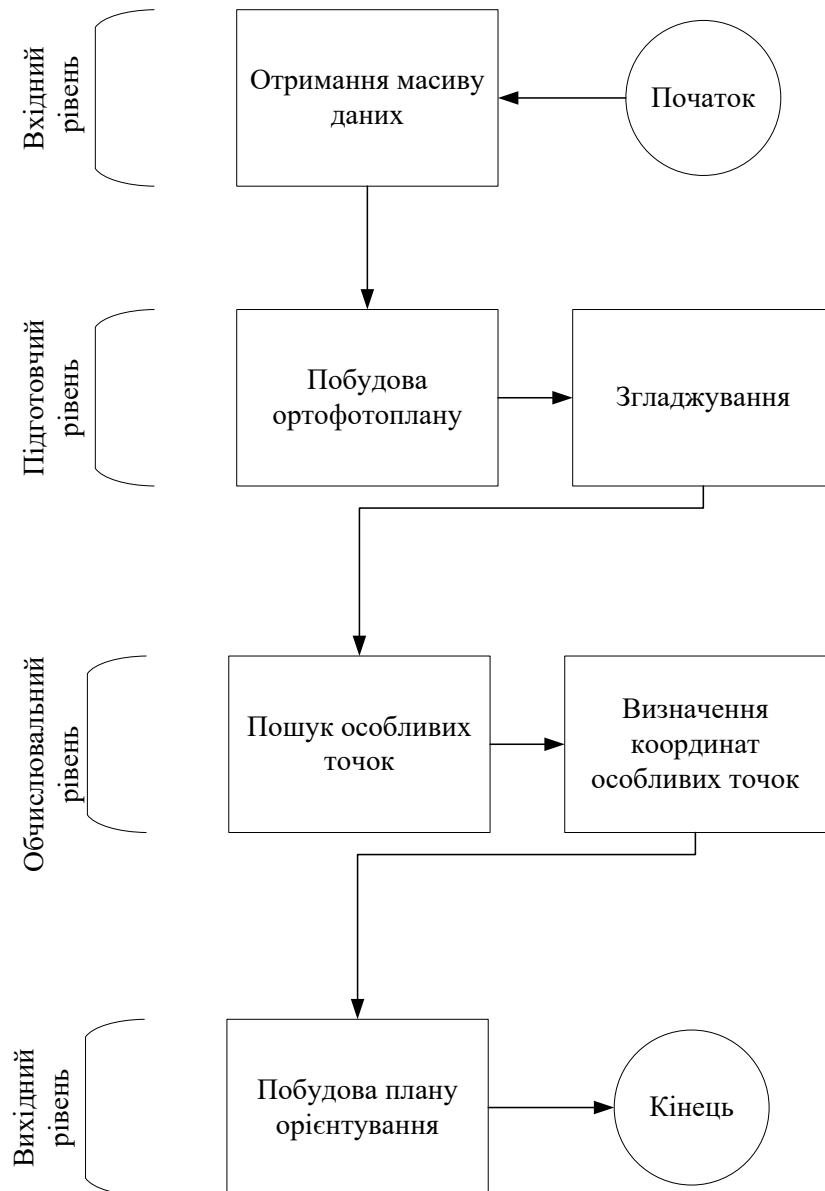 Вхідний
рівень
Отримання масиву
даних
Початок
Підготовчий
рівень
Побудова
ортофотоплану
Згладжування
Обчислювальний
рівень
Пошук особливих
точок
Визначення
координат
особливих точок
Вихідний
рівень
Побудова плану
орієнтування
Кінець